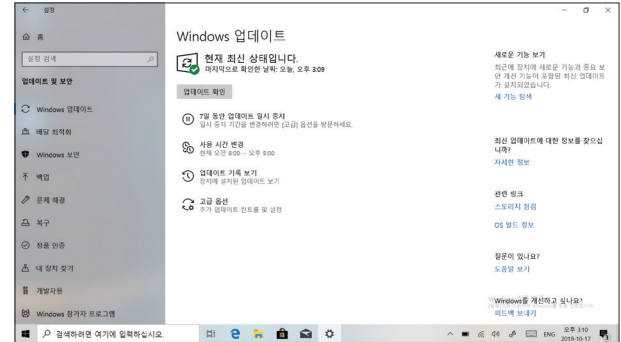 설정
홈
설정 검색
업데이트 및 보안
Windows 업데이트
배달 최적화
Windows 보안
백업
문제 해결
복구
정품 인증
내 장치 찾기
개발자용
Windows 참가자 프로그램
Windows 업데이트
현재 최신 상태입니다.
마지막으로 확인한 날짜: 오늘, 오후 3:09
업데이트 확인
7일 동안 업데이트 일시 중지
일시 중지 기간을 변경하려면 [고급] 옵션을 방문하세요.
사용 시간 변경
현재 오전 8:00 - 오후 5:00
업데이트 기록 보기
장치에 설치된 업데이트 보기
고급 옵션
추가 업데이트 컨트롤 및 설정
새로운 기능 보기
최근에 장치에 새로운 기능과 중요 보
안 개선 기능이 포함된 최신 업데이트
가 설치되었습니다.
새 기능 탐색
최신 업데이트에 대한 정보를 찾으십
니까?
자세한 정보
관련 링크
스토리지 점검
OS 빌드 정보
질문이 있나요?
도움말 보기
Windows를 개선하고 싶나요?
피드백 보내기
검색하려면 여기에 입력하십시오.
ENG
오후 3:10
2019-10-17
3